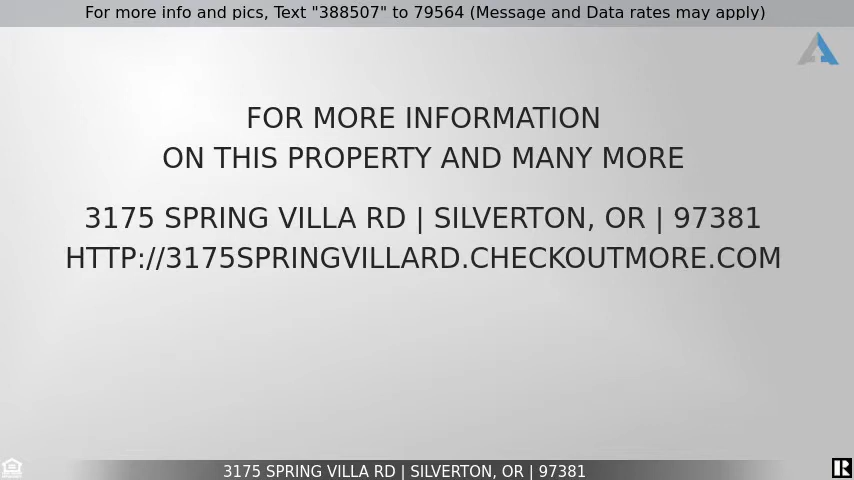 For more info and pics, Text "388507" to 79564 (Message and Data rates may apply)
FOR MORE INFORMATION
ON THIS PROPERTY AND MANY MORE
3175 SPRING VILLA RD | SILVERTON, OR | 97381
HTTP://3175SPRINGVILLARD.CHECKOUTMORE.COM
3175 SPRING VILLA RD | SILVERTON, OR | 97381